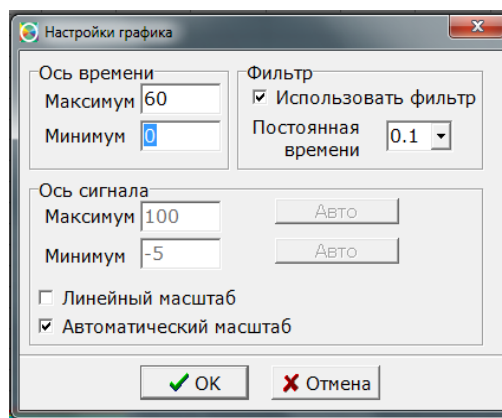 Настройки графика
Ось времени
Максимум 60
Минимум 0
Фильтр
Использовать фильтр
Постоянная
времени 0.1
Ось сигнала
Максимум 100 Авто
Минимум -5 Авто
Линейный масштаб
Автоматический масштаб
OK Отмена